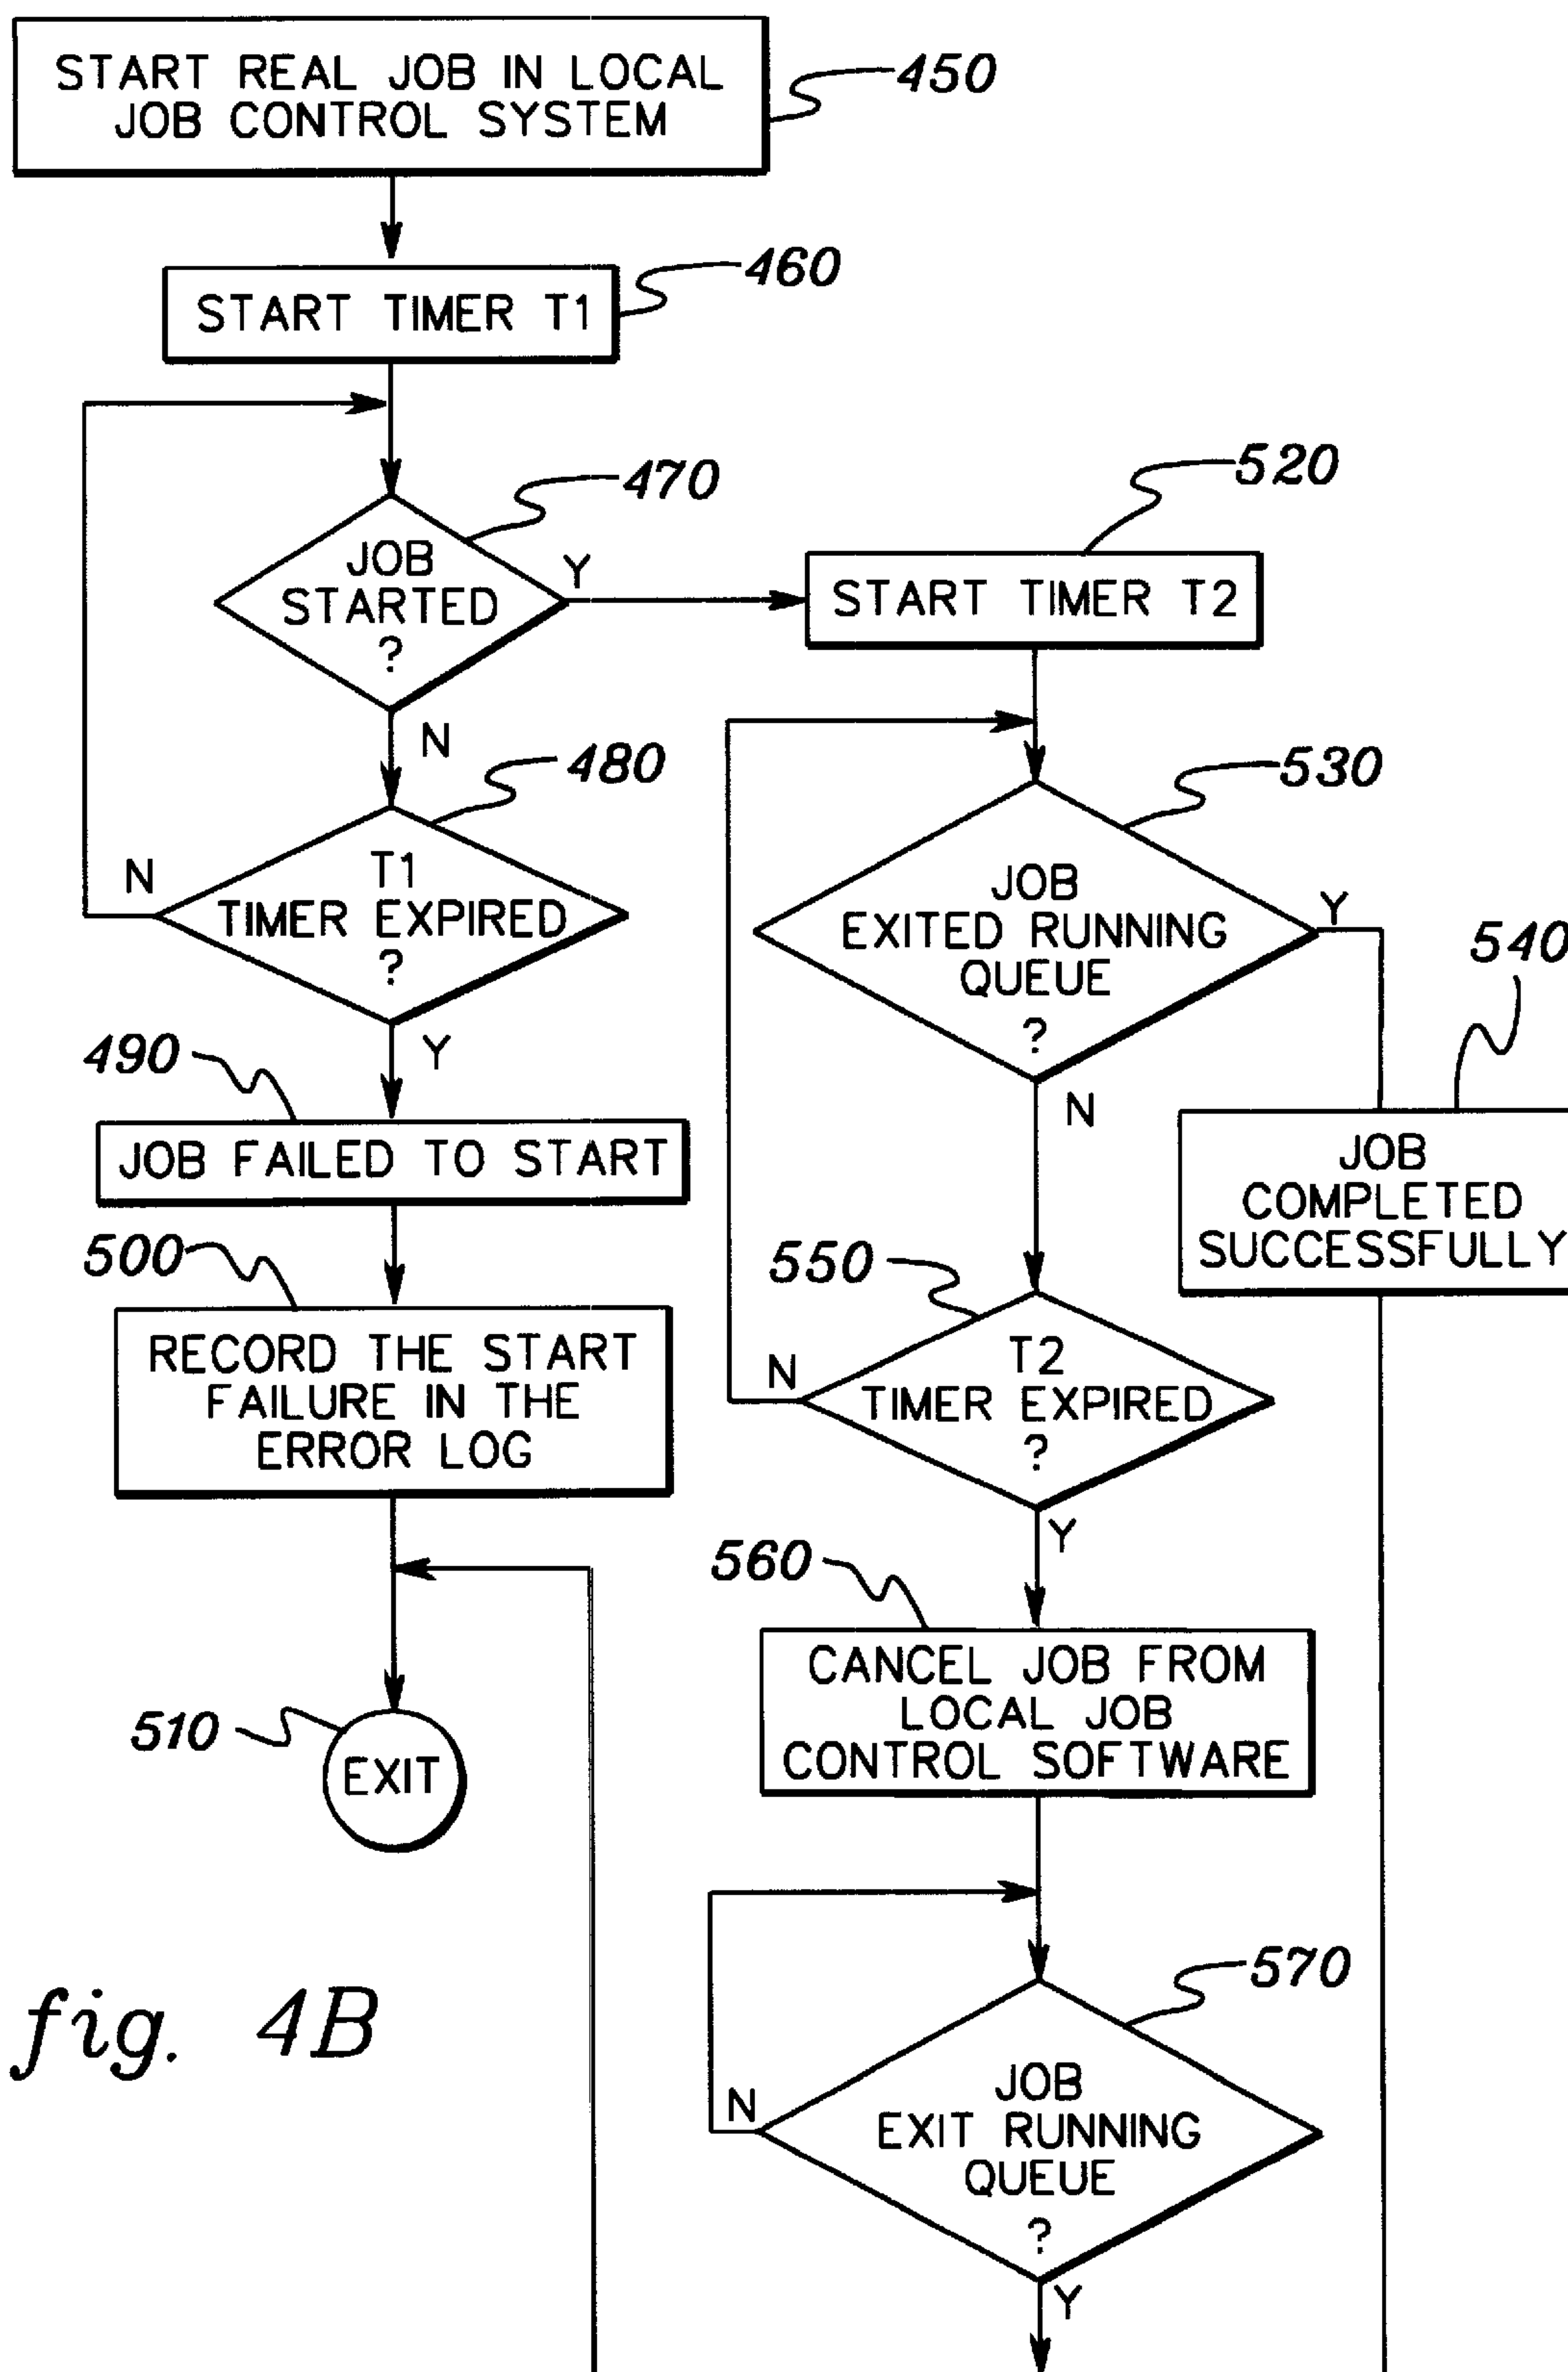 START REAL JOB IN LOCAL
JOB CONTROL SYSTEM
450
START TIMER T1
460
JOB
STARTED
?
470
Y
N
START TIMER T2
520
T1
TIMER EXPIRED
?
480
N
Y
JOB
EXITED RUNNING
QUEUE
?
530
Y
N
540
JOB
COMPLETED
SUCCESSFULLY
490
JOB FAILED TO START
500
RECORD THE START
FAILURE IN THE
ERROR LOG
550
T2
TIMER EXPIRED
?
N
Y
510
EXIT
560
CANCEL JOB FROM
LOCAL JOB
CONTROL SOFTWARE
570
JOB
EXIT RUNNING
QUEUE
?
N
Y
fig. 4B